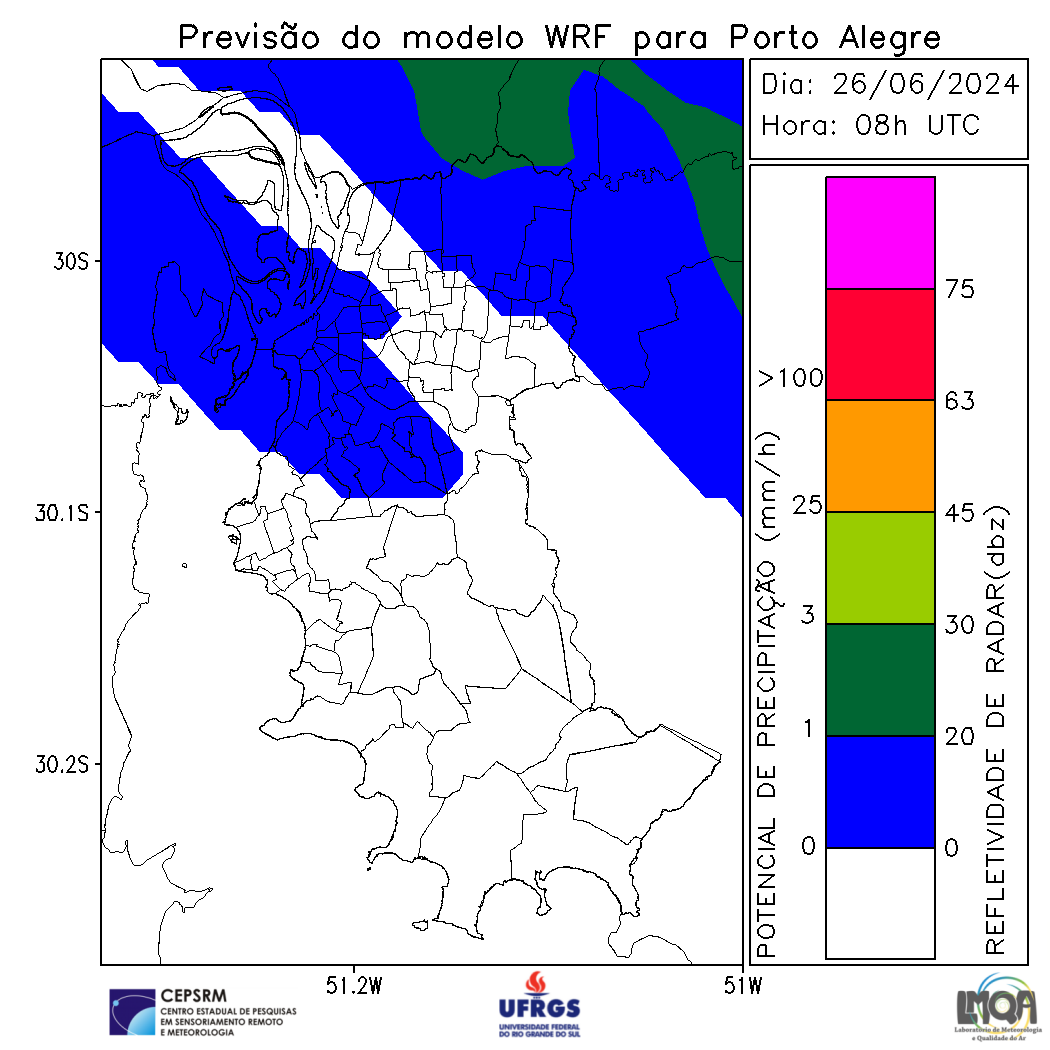 Previsão do modelo WRF para Porto Alegre
Dia: 26/06/2024
Hora: 08h UTC
30S
30.1S
30.2S
51.2W
51W
POTENCIAL DE PRECIPITAÇÃO (mm/h)
>100
25
3
1
0
75
63
45
30
20
0
REFLETIVIDADE DE RADAR(dbz)
CEPSRM
CENTRO ESTADUAL DE PESQUISAS
EM SENSORIAMENTO REMOTO
E METEOROLOGIA
UFRGS
UNIVERSIDADE FEDERAL
DO RIO GRANDE DO SUL
LMQA
Laboratório de Meteorologia
e Qualidade do Ar